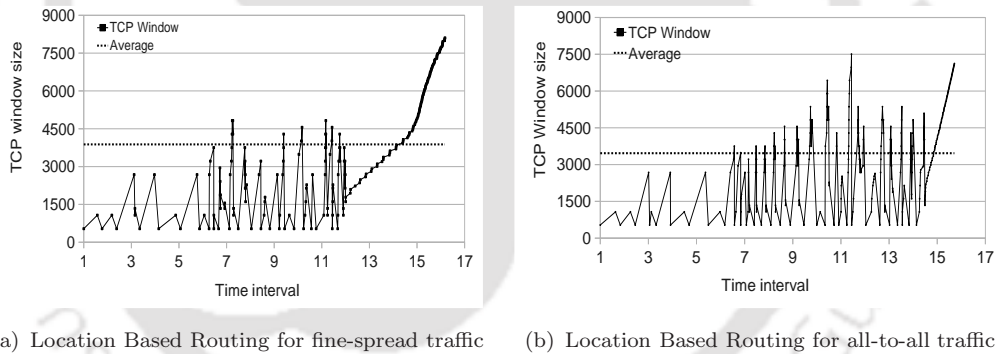 9000
7500
6000
4500
3000
1500
0
TCP window size
TCP Window
Average
1 3 5 7 9 11 13 15 17
Time interval
a) Location Based Routing for fine-spread traffic
9000
7500
6000
4500
3000
1500
0
TCP Window size
TCP Window
Average
1 3 5 7 9 11 13 15 17
Time interval
(b) Location Based Routing for all-to-all traffic